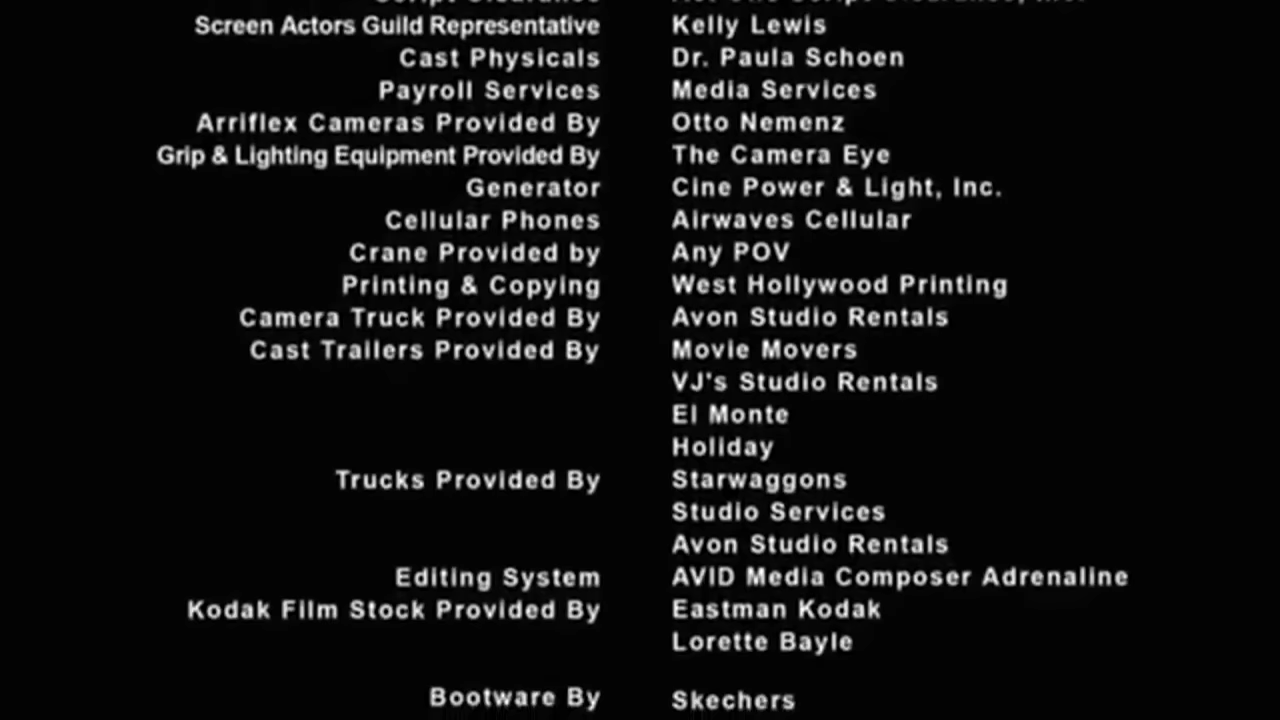 Screen Actors Guild Representative Kelly Lewis
Cast Physicals Dr. Paula Schoen
Payroll Services Media Services
Arriflex Cameras Provided By Otto Nemenz
Grip & Lighting Equipment Provided By The Camera Eye
Generator Cine Power & Light, Inc.
Cellular Phones Airwaves Cellular
Crane Provided by Any POV
Printing & Copying West Hollywood Printing
Camera Truck Provided By Avon Studio Rentals
Cast Trailers Provided By Movie Movers
VJ's Studio Rentals
El Monte
Holiday
Trucks Provided By Starwaggons
Studio Services
Avon Studio Rentals
Editing System AVID Media Composer Adrenaline
Kodak Film Stock Provided By Eastman Kodak
Lorette Bayle
Bootware By Skechers